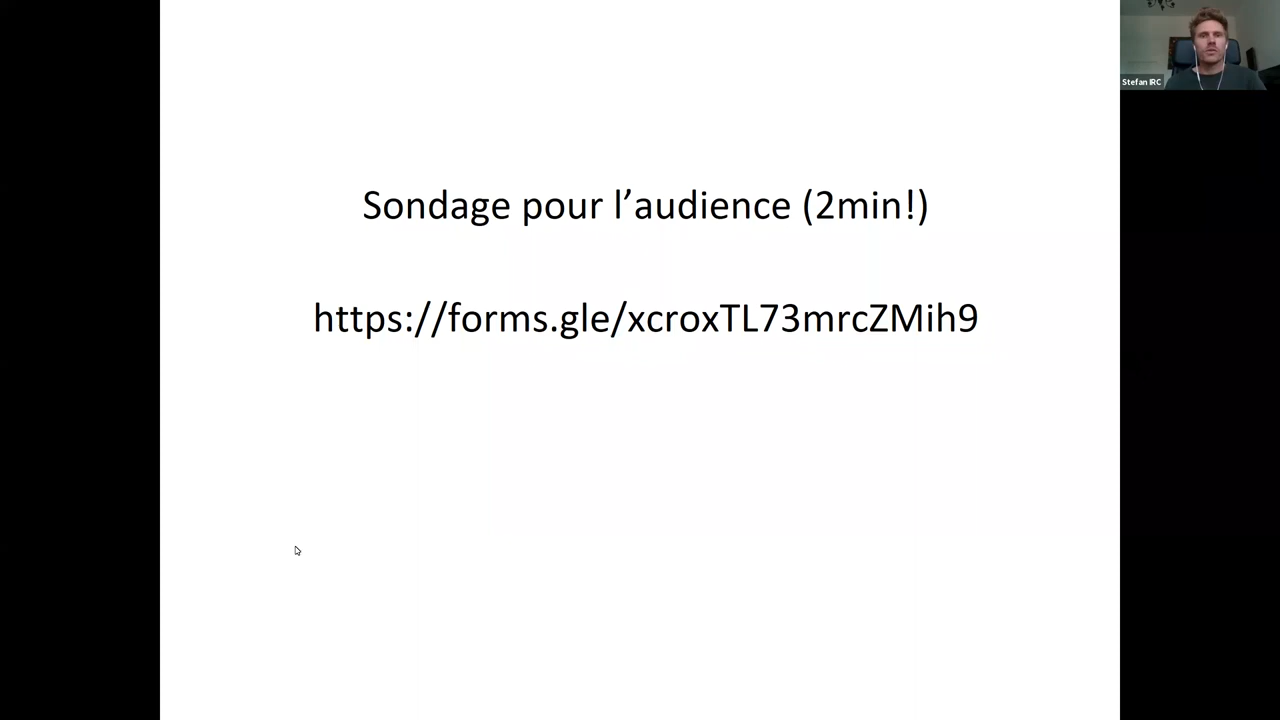 Sondage pour l’audience (2min!)
https://forms.gle/xcroxTL73mrcZMih9
Stefan IRC